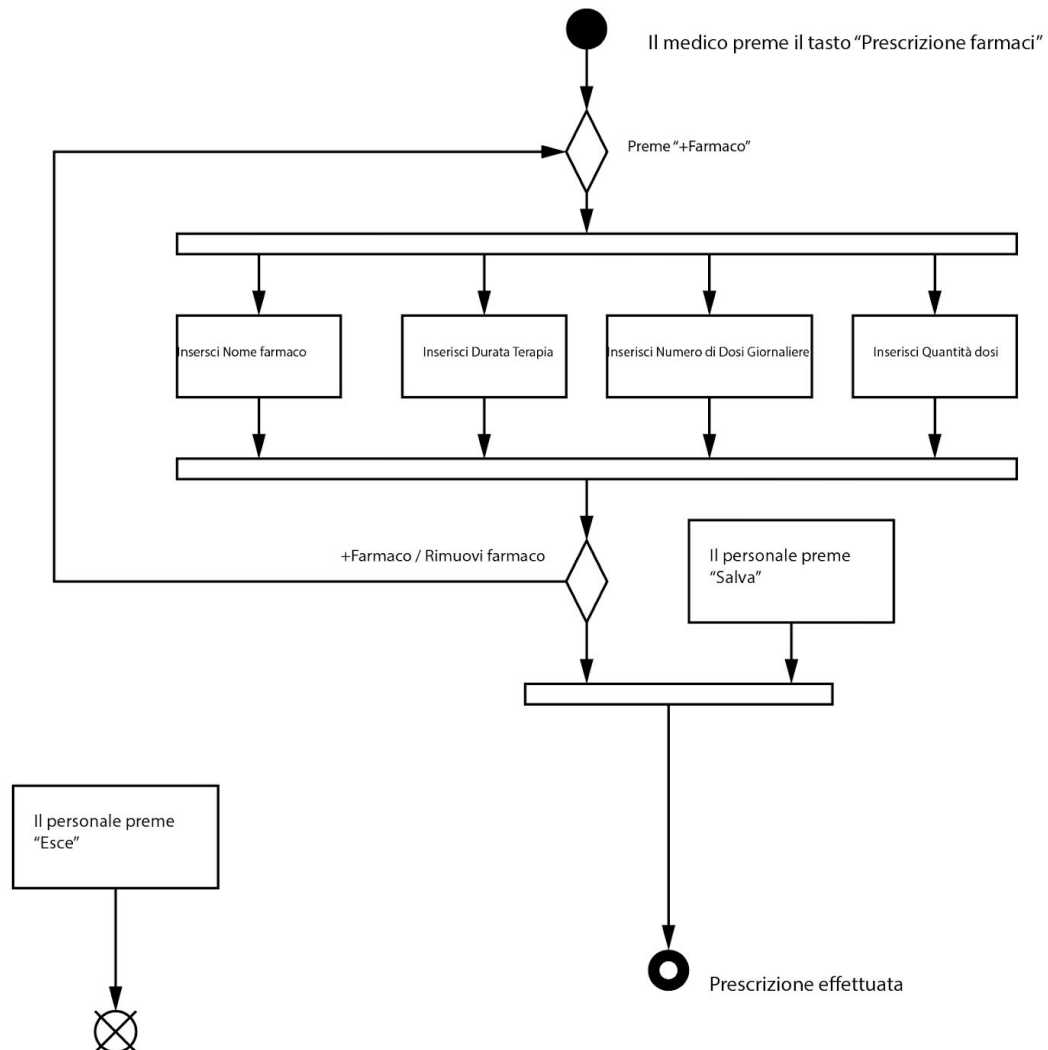 Il medico preme il tasto “Prescrizione farmaci”
Preme “+Farmaco”
Insersci Nome farmaco
Inserisci Durata Terapia
Inserisci Numero di Dosi Giornaliere
Inserisci Quantità dosi
+Farmaco / Rimuovi farmaco
Il personale preme
“Salva”
Il personale preme
“Esce”
Prescrizione effettuata